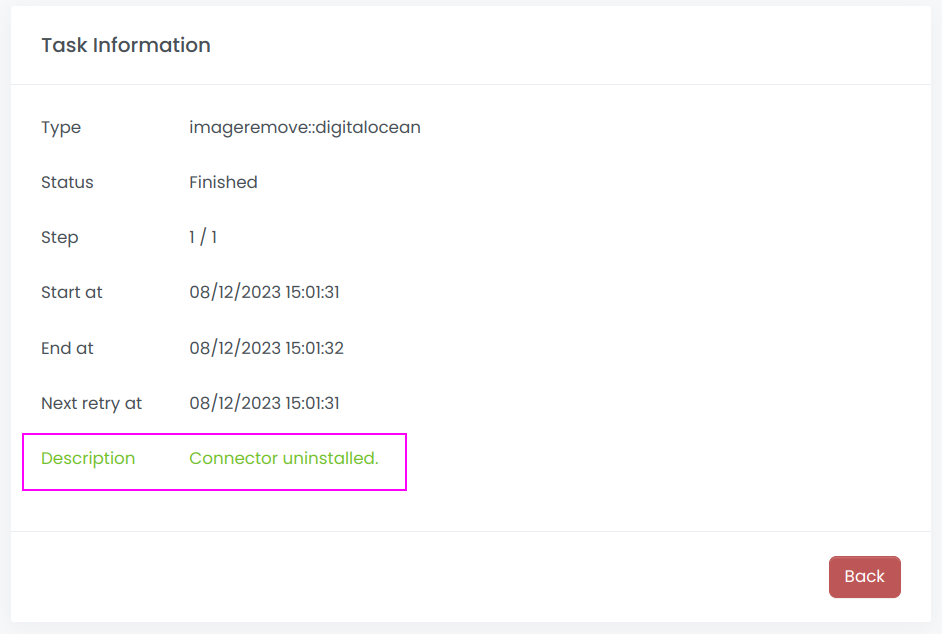 Task Information
Type imageremove::digitalocean
Status Finished
Step 1 / 1
Start at 08/12/2023 15:01:31
End at 08/12/2023 15:01:32
Next retry at 08/12/2023 15:01:31
Description Connector uninstalled.
Back